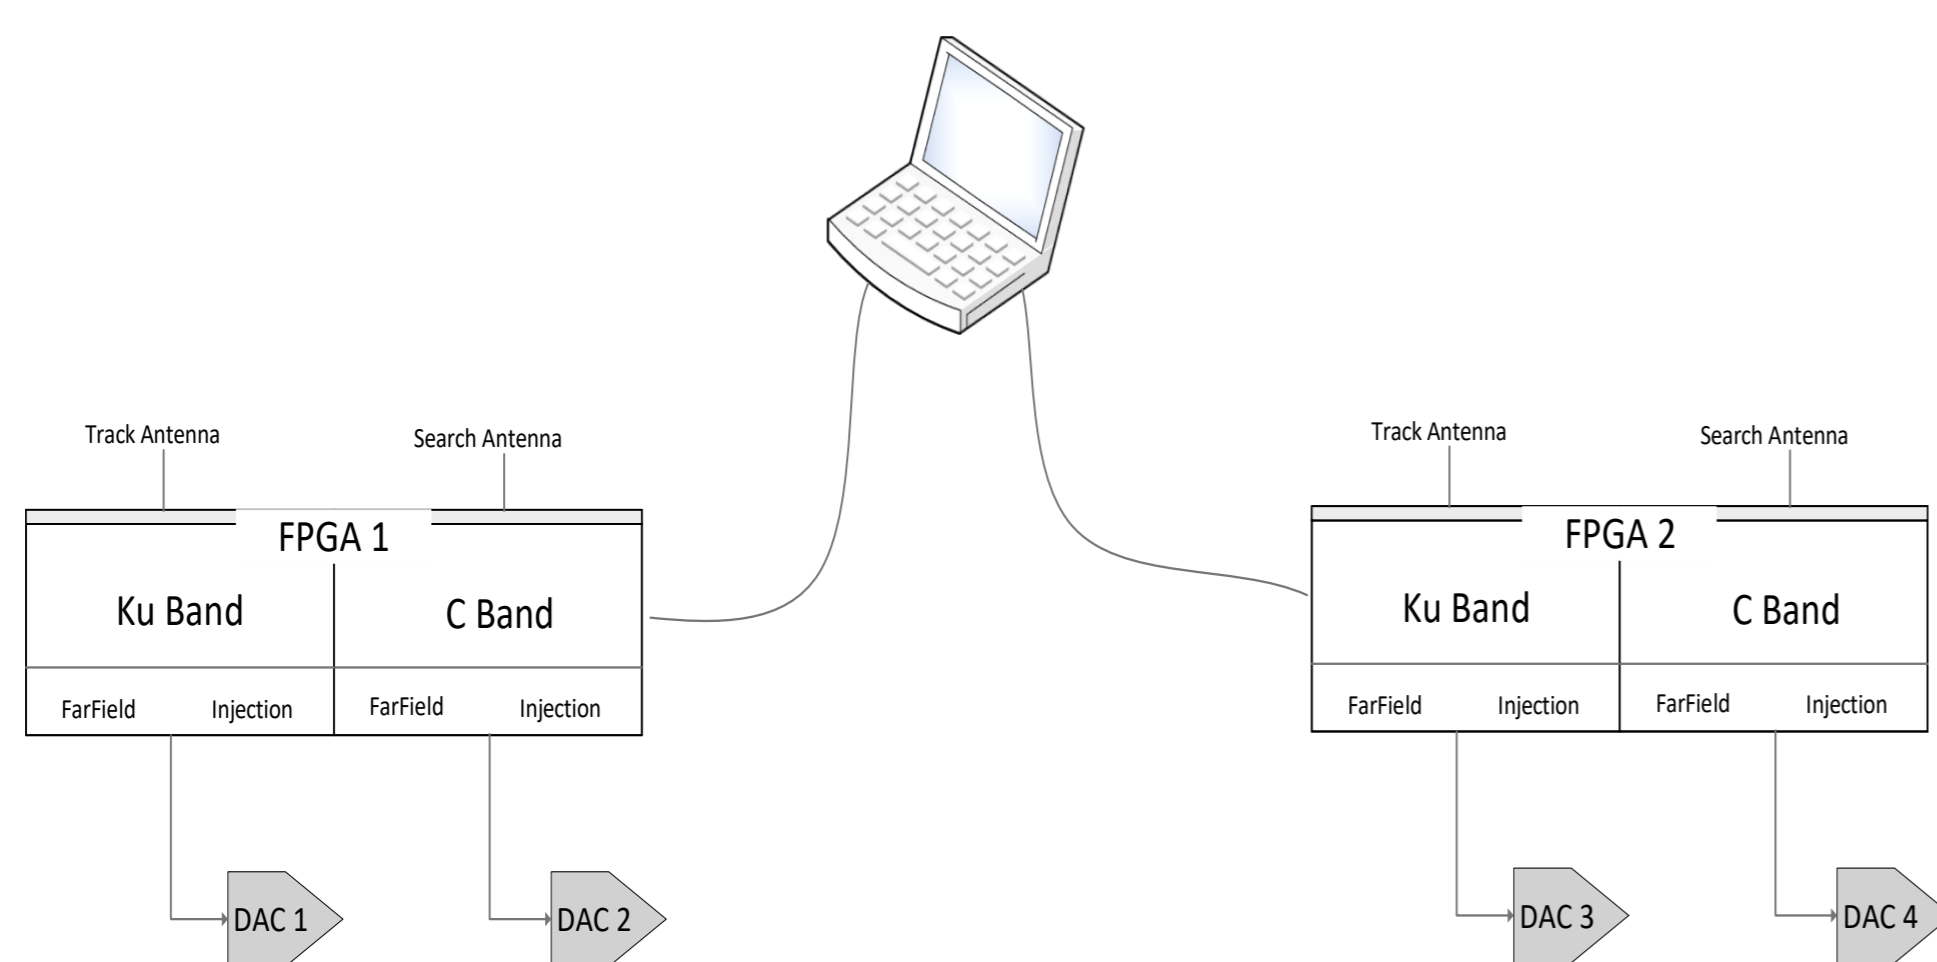 Track Antenna
Search Antenna
FPGA 1
Ku Band
C Band
FarField
Injection
FarField
Injection
DAC 1
DAC 2
Track Antenna
Search Antenna
FPGA 2
Ku Band
C Band
FarField
Injection
FarField
Injection
DAC 3
DAC 4